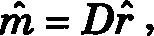 m̂ = Dr̂ ,